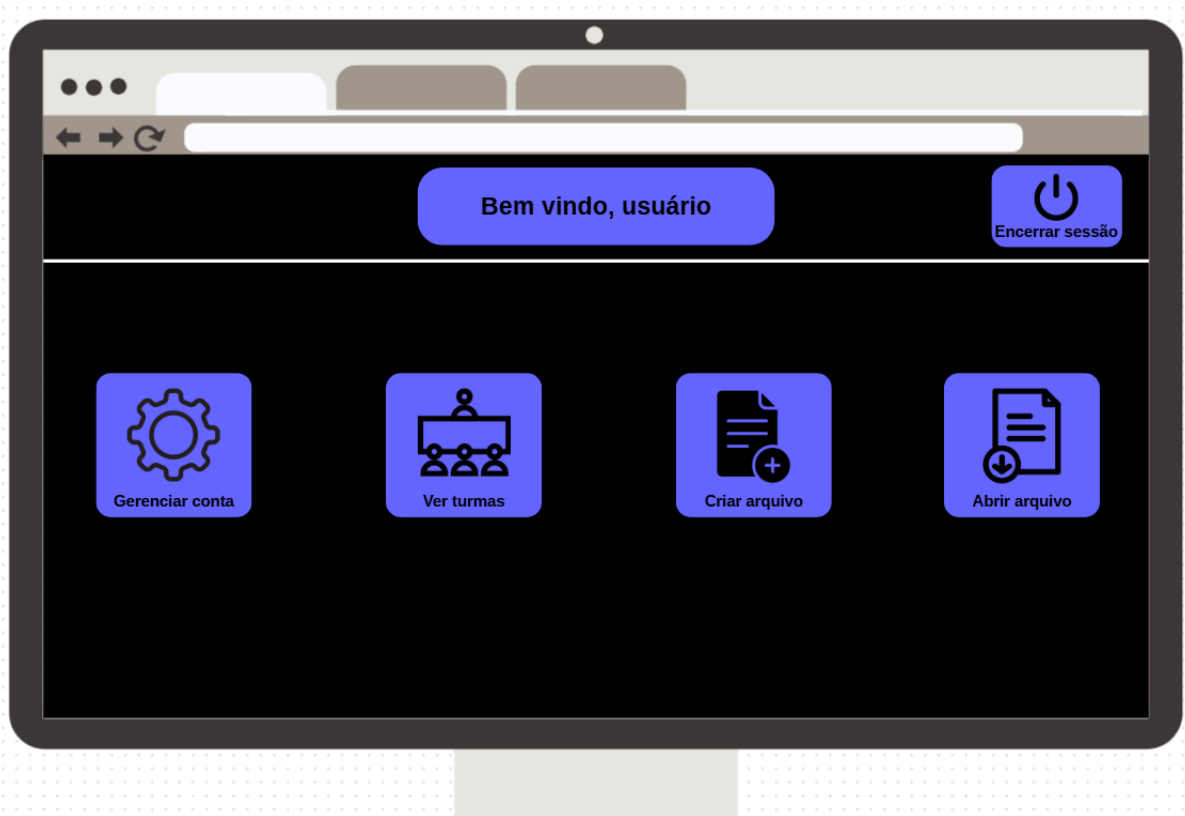 Bem vindo, usuário
Encerrar sessão
Gerenciar conta
Ver turmas
Criar arquivo
Abrir arquivo